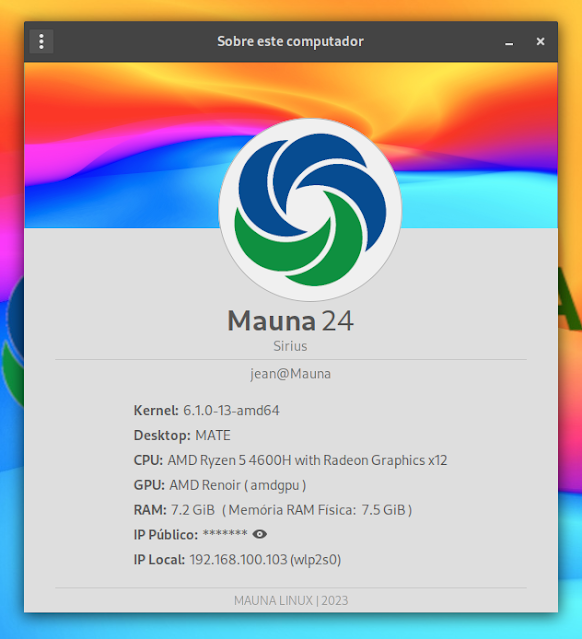 Sobre este computador
Mauna 24
Sirius
jean@Mauna
Kernel: 6.1.0-13-amd64
Desktop: MATE
CPU: AMD Ryzen 5 4600H with Radeon Graphics x12
GPU: AMD Renoir ( amdgpu )
RAM: 7.2 GiB  ( Memória RAM Física:  7.5 GiB )
IP Público: *******
IP Local: 192.168.100.103 (wlp2s0)
MAUNA LINUX | 2023
A